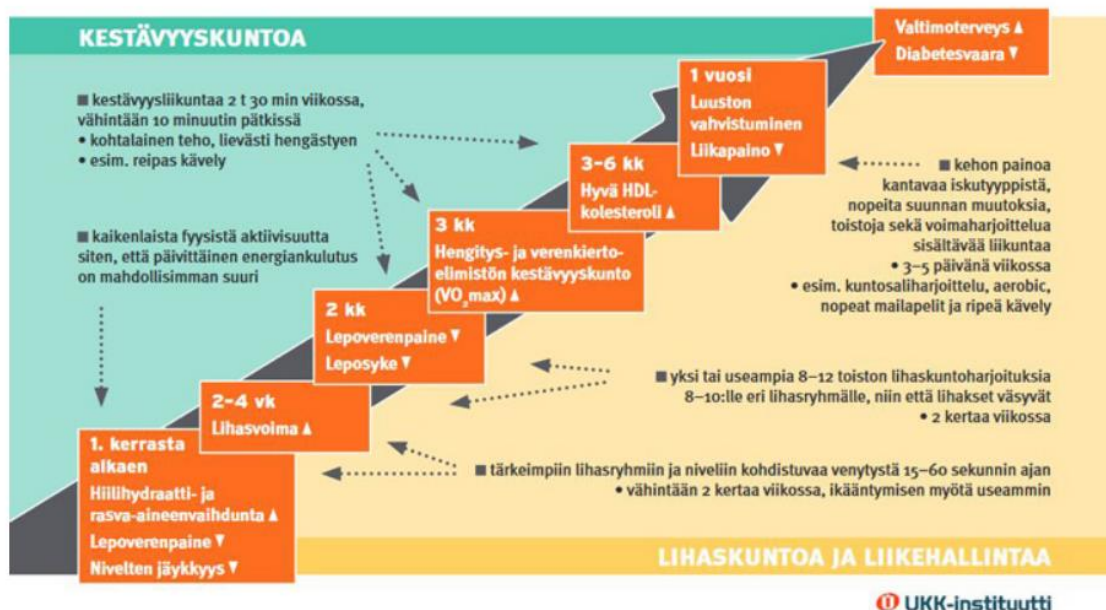 KESTÄVYYSKUNTOA
■ kestävyysliikuntaa 2 t 30 min viikossa,
vähintään 10 minuutin pätkissä
• kohtalainen teho, lievästi hengästyen
• esim. reipas kävely
■ kaikenlaista fyysistä aktiivisuutta
siten, että päivittäinen energiankulutus
on mahdollisimman suuri
Valtimoterveys ▲
Diabetesvaara ▼
1 vuosi
Luuston
vahvistuminen
Liikapaino ▼
3–6 kk
Hyvä HDL-
kolesteroli ▲
3 kk
Hengitys- ja verenkierto-
elimistön kestävyyskunto
(VO₂max) ▲
2 kk
Lepoverenpaine ▼
Leposyke ▼
2–4 vk
Lihasvoima ▲
1. kerrasta
alkaen
Hiilihydraatti- ja
rasva-aineenvaihdunta ▲
Lepoverenpaine ▼
Nivelten jäykkyys ▼
■ kehon painoa
kantavaa iskutyyppistä,
nopeita suunnan muutoksia,
toistoja sekä voimaharjoittelua
sisältävää liikuntaa
• 3–5 päivänä viikossa
• esim. kuntosaliharjoittelu, aerobic,
nopeat mailapelit ja ripeä kävely
■ yksi tai useampia 8–12 toiston lihaskuntoharjoituksia
8–10:lle eri lihasryhmälle, niin että lihakset väsyvät
• 2 kertaa viikossa
■ tärkeimpiin lihasryhmiin ja niveliin kohdistuvaa venytystä 15–60 sekunnin ajan
• vähintään 2 kertaa viikossa, ikääntymisen myötä useammin
LIHASKUNTOA JA LIIKEHALLINTAA
UKK-instituutti